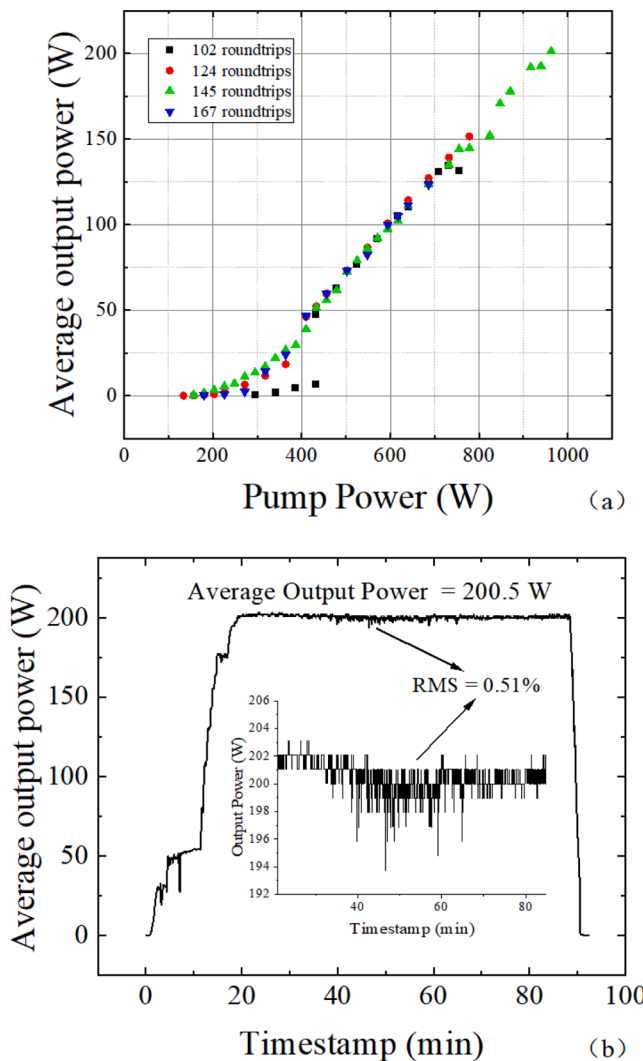 Average output power (W)
200
150
100
50
0
102 roundtrips
124 roundtrips
145 roundtrips
167 roundtrips
0 200 400 600 800 1000
Pump Power (W)
(a)
Average output power (W)
200
150
100
50
0
Average Output Power = 200.5 W
RMS = 0.51%
Output Power (W)
206
204
202
200
198
196
194
192
40 60 80
Timestamp (min)
0 20 40 60 80 100
Timestamp (min)
(b)